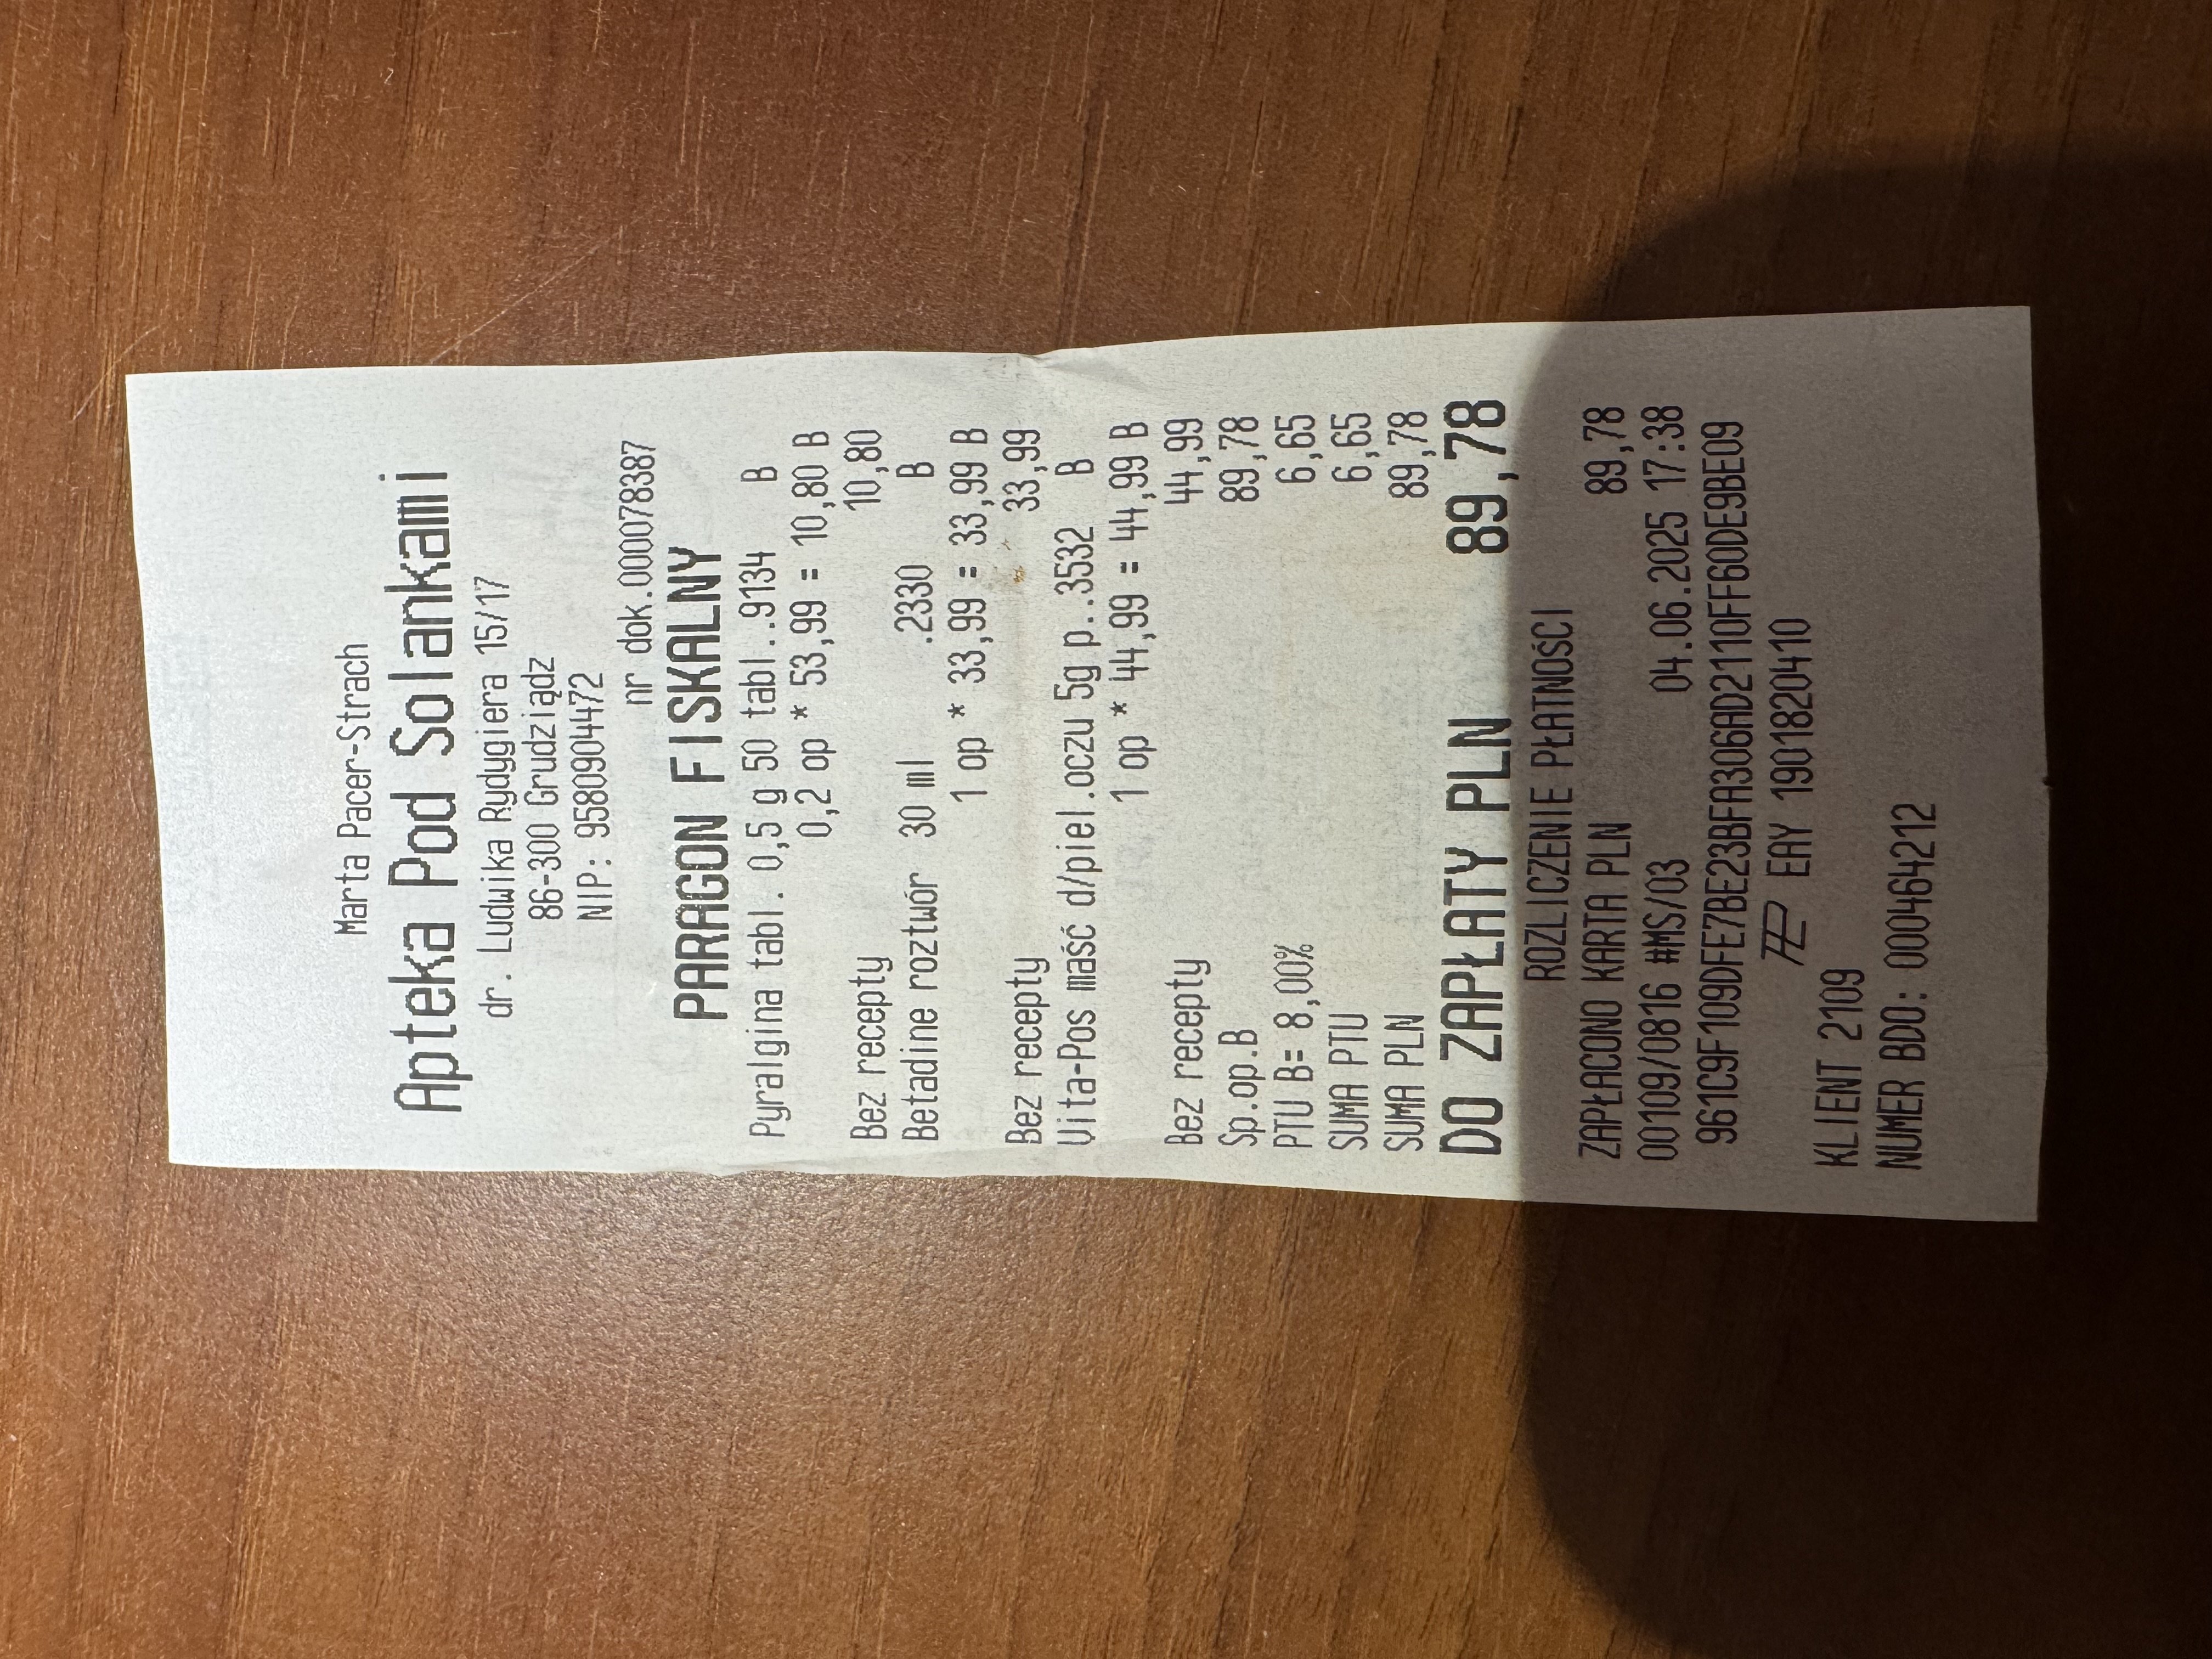 Marta Pacer-Strach
Apteka Pod Solankami
dr. Ludwika Rydygiera 15/17
86-300 Grudziądz
NIP: 9580904472
nr dok.00007838​7
PARAGON FISKALNY
Pyralgina tabl. 0,5 g 50 tabl..9134 B
0,2 op * 53,99 = 10,80 B
Bez recepty 10,80
Betadine roztwór 30 ml .2330 B
1 op * 33,99 = 33,99 B
Bez recepty 33,99
Vita-Pos maść d/piel.oczu 5g p..3532 B
1 op * 44,99 = 44,99 B
Bez recepty 44,99
Sp.op.B 89,78
PTU B= 8,00% 6,65
SUMA PTU 6,65
SUMA PLN 89,78
DO ZAPŁATY PLN 89,78
ROZLICZENIE PŁATNOŚCI
ZAPŁACONO KARTA PLN 89,78
00109/0816 #MS/03 04.06.2025 17:38
961C9F109DFE7BE23BFA306AD2110FF60DE9BE09
EAY 1901820410
KLIENT 2109
NUMER BDO: 000464212